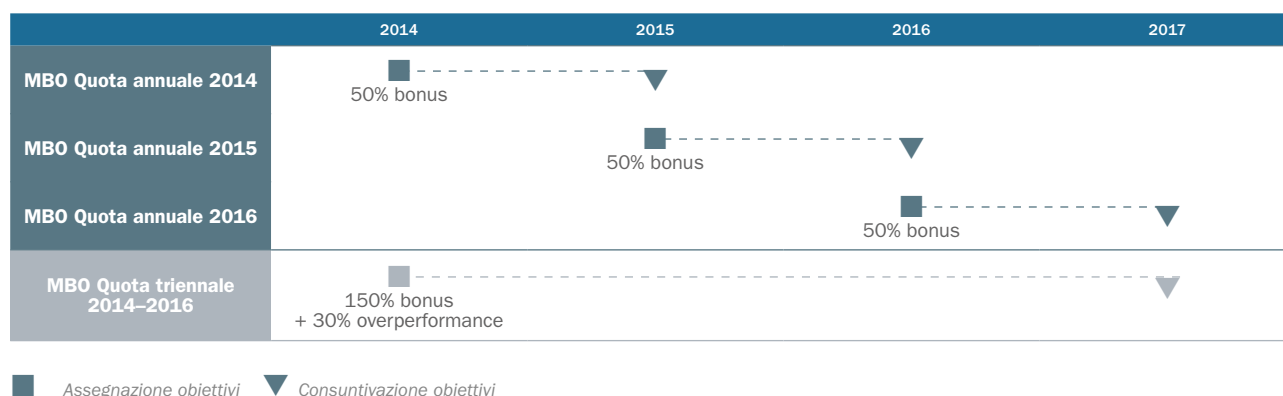 2014 2015 2016 2017
MBO Quota annuale 2014
50% bonus
MBO Quota annuale 2015
50% bonus
MBO Quota annuale 2016
50% bonus
MBO Quota triennale
2014–2016
150% bonus
+ 30% overperformance
Assegnazione obiettivi Consuntivazione obiettivi